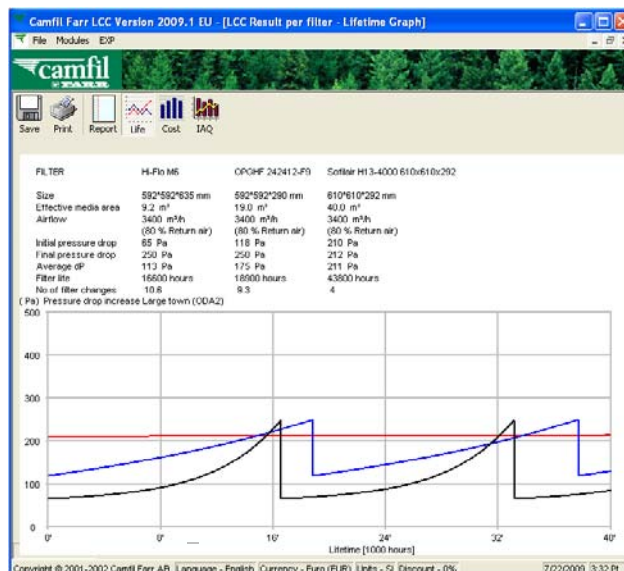 Camfil Farr LCC Version 2009.1 EU - [LCC Result per filter - Lifetime Graph]
File Modules EXP
camfil
FARR
Save Print Report Life Cost IAQ
FILTER Hi-Flo M6 OPGHF 242412-F9 Sofilair H13-4000 610x610x292
Size 592*592*635 mm 592*592*290 mm 610*610*292 mm
Effective media area 9.2 m² 19.0 m² 40.0 m²
Airflow 3400 m³/h 3400 m³/h 3400 m³/h
(80 % Return air) (80 % Return air) (80 % Return air)
Initial pressure drop 65 Pa 118 Pa 210 Pa
Final pressure drop 250 Pa 250 Pa 212 Pa
Average dP 113 Pa 175 Pa 211 Pa
Filter life 16600 hours 18900 hours 43800 hours
No of filter changes 10.6 9.3 4
(Pa) Pressure drop increase Large town (ODA2)
500
400
300
200
100
0
0' 8' 16' 24' 32' 40'
Lifetime [1000 hours]
Copyright © 2001-2002 Camfil Farr AB Language - English Currency - Euro (EUR) Units - SI Discount - 0% 7/22/2009 3:32 PM